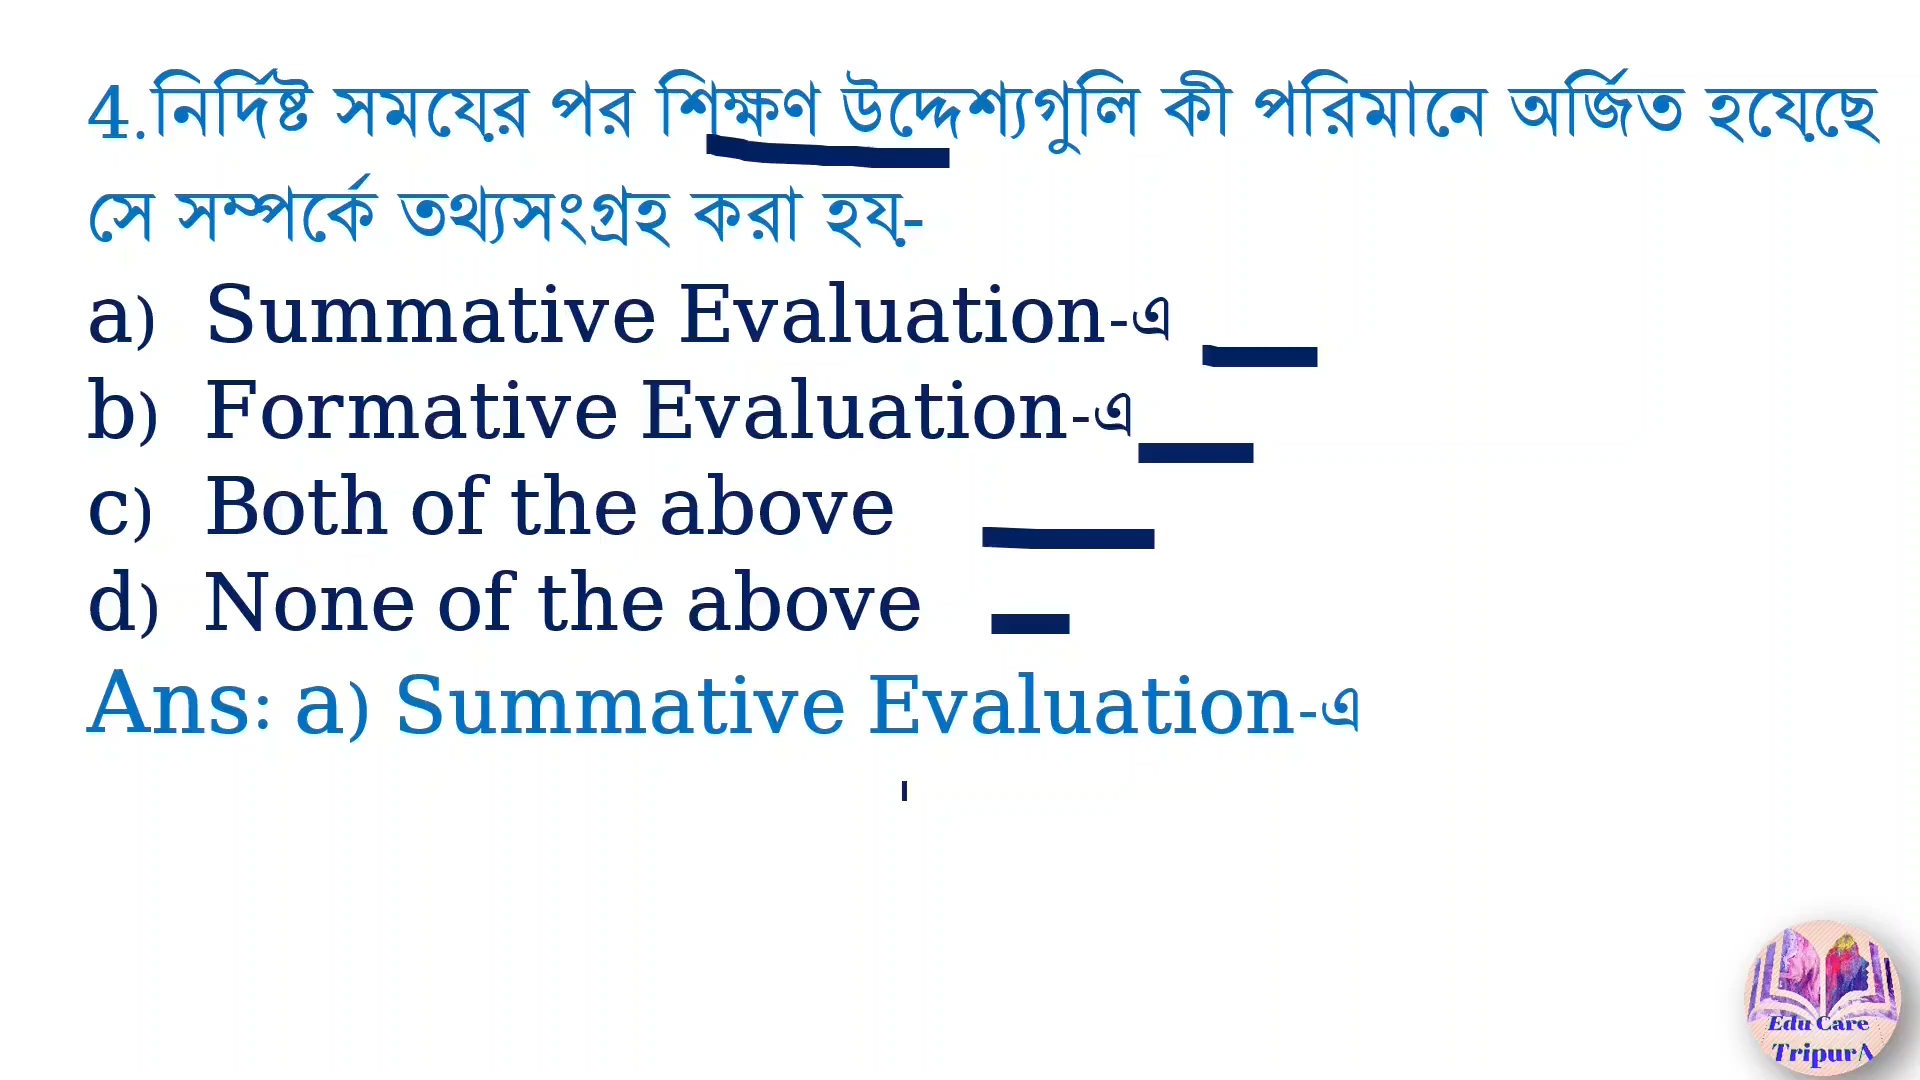 4.নির্দিষ্ট সময়ের পর শিক্ষণ উদ্দেশ্যগুলি কী পরিমানে অর্জিত হয়েছে
সে সম্পর্কে তথ্যসংগ্রহ করা হয়-
a) Summative Evaluation-এ
b) Formative Evaluation-এ
c) Both of the above
d) None of the above
Ans: a) Summative Evaluation-এ
Edu Care
TripurA